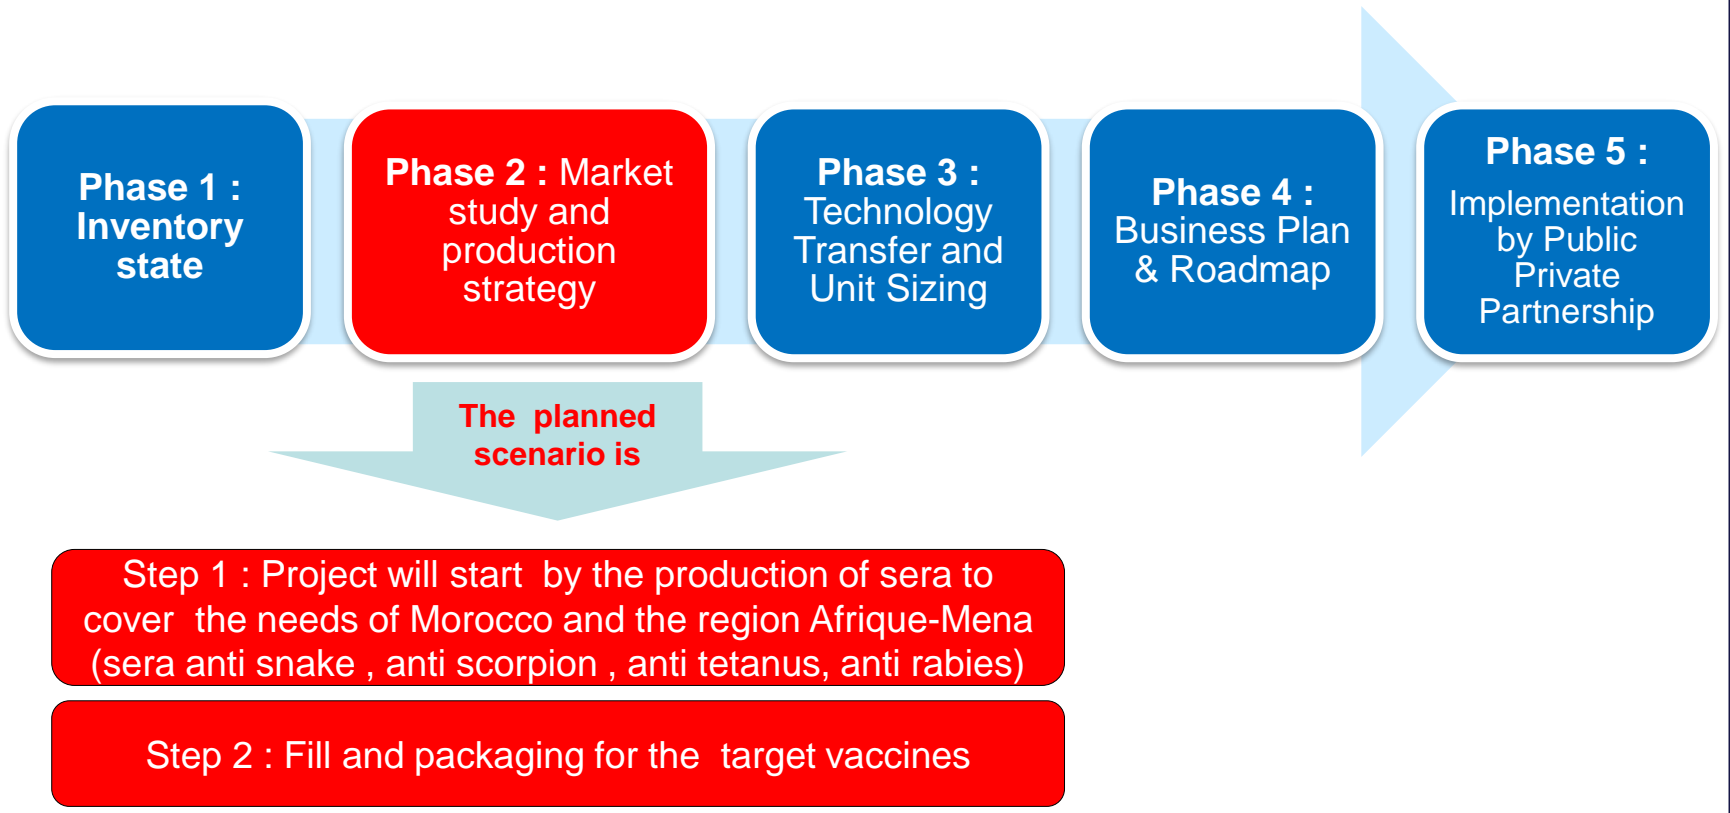 Phase 1 :
Inventory
state
Phase 2 : Market
study and
production
strategy
Phase 3 :
Technology
Transfer and
Unit Sizing
Phase 4 :
Business Plan
& Roadmap
Phase 5 :
Implementation
by Public
Private
Partnership
The planned
scenario is
Step 1 : Project will start by the production of sera to
cover the needs of Morocco and the region Afrique-Mena
(sera anti snake , anti scorpion , anti tetanus, anti rabies)
Step 2 : Fill and packaging for the target vaccines